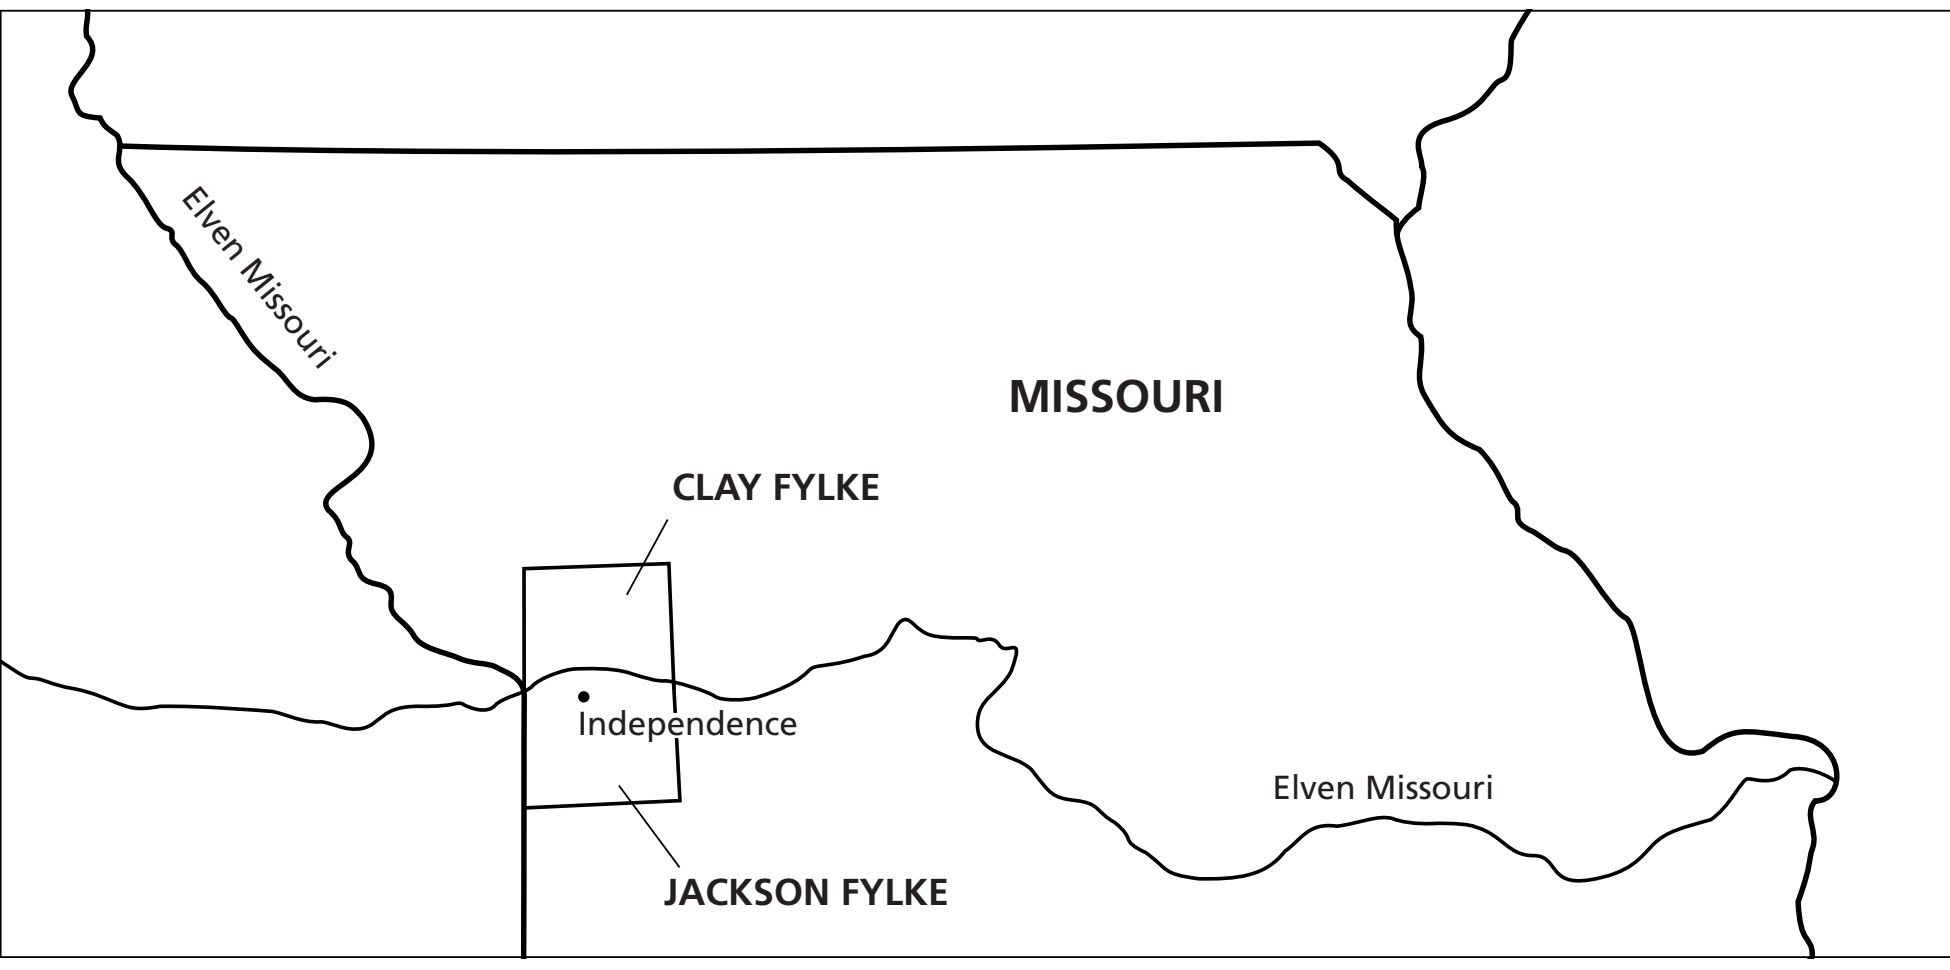 Elven Missouri
MISSOURI
CLAY FYLKE
Independence
Elven Missouri
JACKSON FYLKE